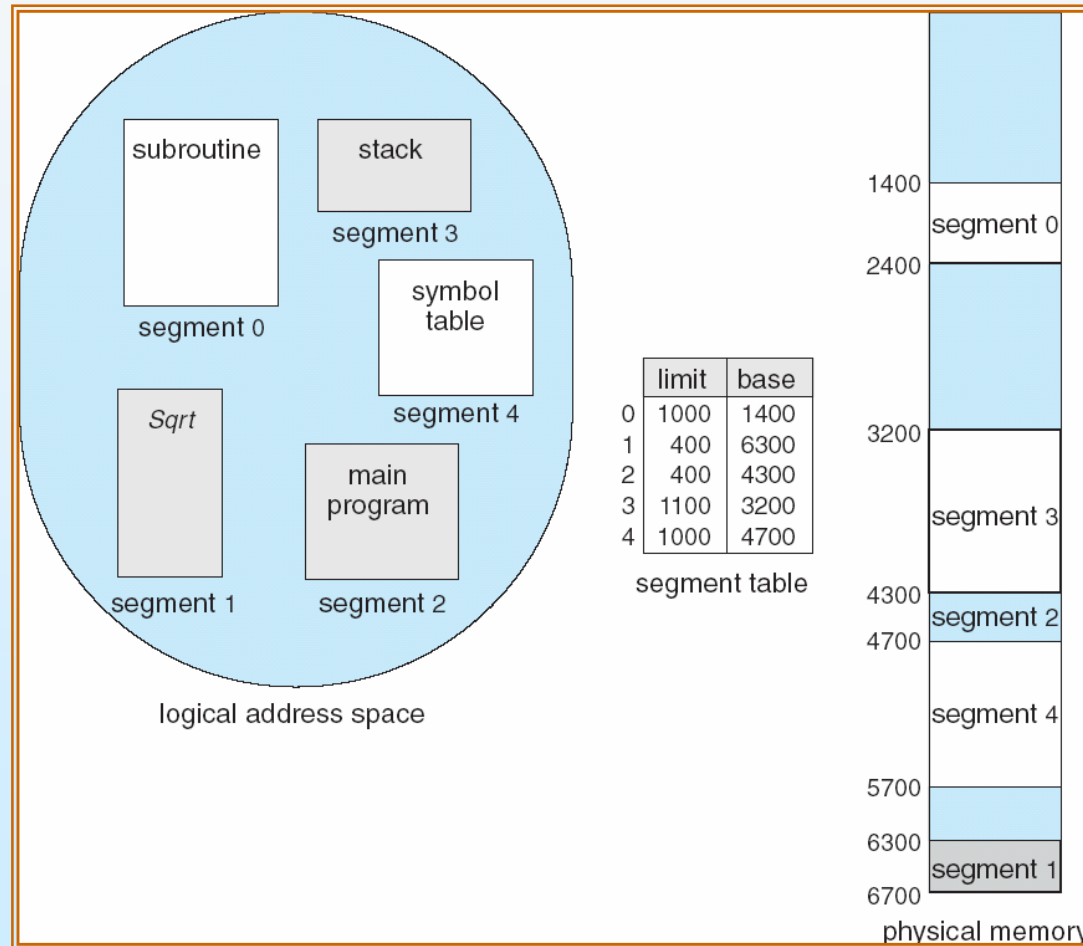 subroutine
stack
segment 3
segment 0
symbol
table
segment 4
Sqrt
main
program
segment 1
segment 2
logical address space
limit base
0 1000 1400
1 400 6300
2 400 4300
3 1100 3200
4 1000 4700
segment table
1400
segment 0
2400
3200
segment 3
4300
segment 2
4700
segment 4
5700
6300
segment 1
6700
physical memory